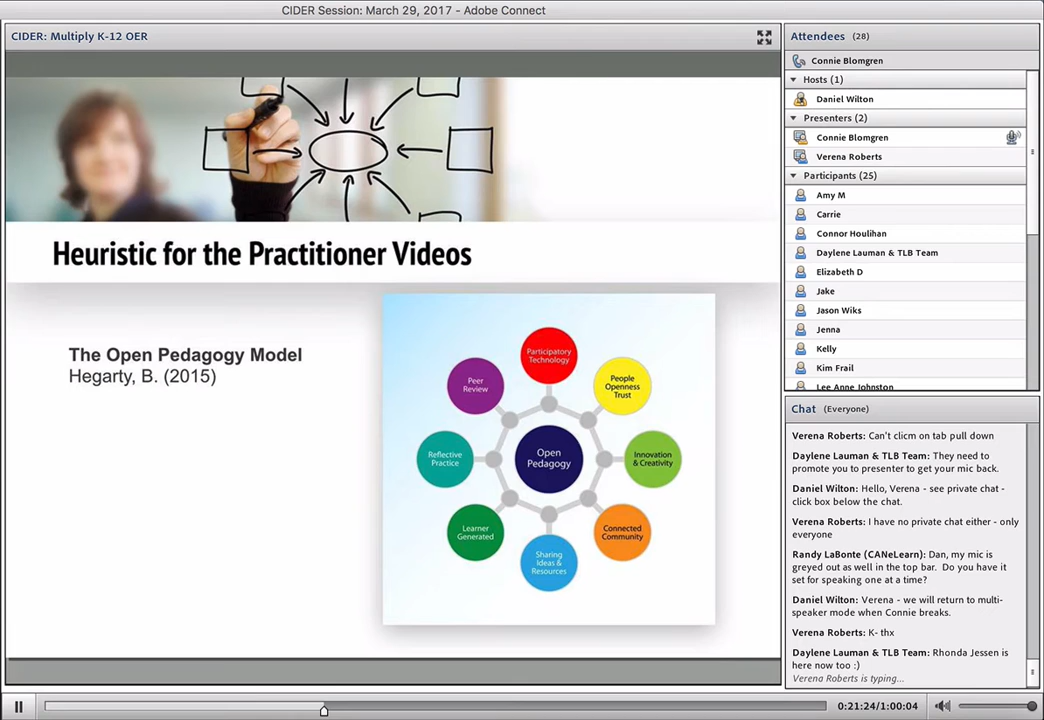 CIDER Session: March 29, 2017 - Adobe Connect
CIDER: Multiply K-12 OER
Heuristic for the Practitioner Videos
The Open Pedagogy Model
Hegarty, B. (2015)
Participatory
Technology
People
Openness
Trust
Innovation
& Creativity
Connected
Community
Sharing
Ideas &
Resources
Learner
Generated
Reflective
Practice
Peer
Review
Open
Pedagogy
Attendees (28)
Connie Blomgren
Hosts (1)
Daniel Wilton
Presenters (2)
Connie Blomgren
Verena Roberts
Participants (25)
Amy M
Carrie
Connor Houlihan
Daylene Lauman & TLB Team
Elizabeth D
Jake
Jason Wiks
Jenna
Kelly
Kim Frail
Lee Anne Johnston
Chat (Everyone)
Verena Roberts: Can't clicm on tab pull down
Daylene Lauman & TLB Team: They need to
promote you to presenter to get your mic back.
Daniel Wilton: Hello, Verena - see private chat -
click box below the chat.
Verena Roberts: I have no private chat either - only
everyone
Randy LaBonte (CANeLearn): Dan, my mic is
greyed out as well in the top bar. Do you have it
set for speaking one at a time?
Daniel Wilton: Verena - we will return to multi-
speaker mode when Connie breaks.
Verena Roberts: K- thx
Daylene Lauman & TLB Team: Rhonda Jessen is
here now too :)
Verena Roberts is typing...
0:21:24/1:00:04